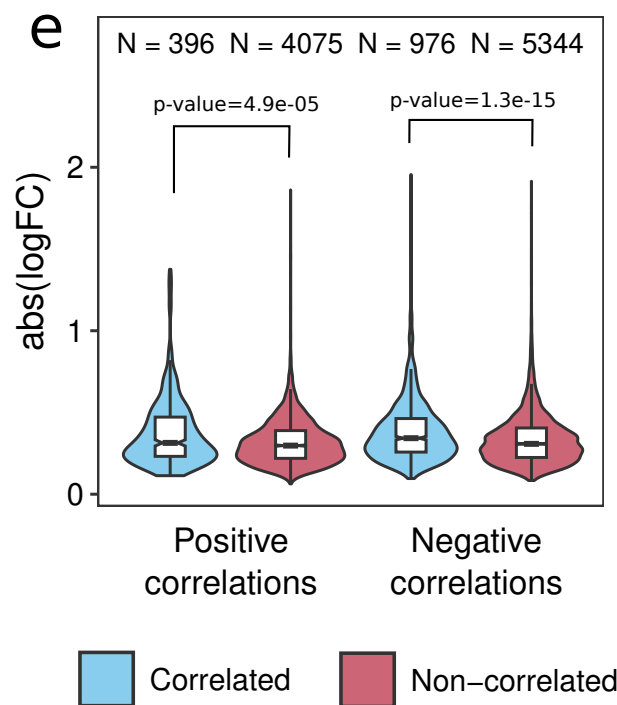 e
N = 396 N = 4075 N = 976 N = 5344
p-value=4.9e-05
p-value=1.3e-15
abs(logFC)
2
1
0
Positive
correlations
Negative
correlations
Correlated
Non−correlated